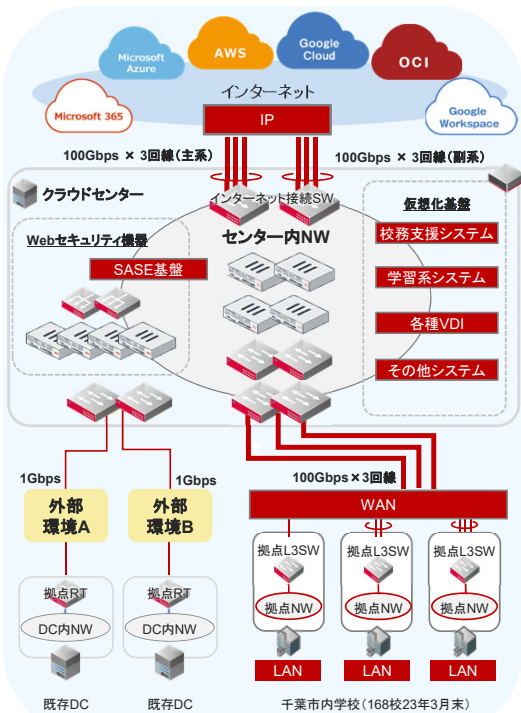 Microsoft
Azure
AWS
Google
Cloud
OCI
Microsoft 365
インターネット
Google
Workspace
IP
100Gbps × 3回線(主系)
100Gbps × 3回線(副系)
クラウドセンター
インターネット接続SW
仮想化基盤
Webセキュリティ機器
センター内NW
校務支援システム
SASE基盤
学習系システム
各種VDI
その他システム
1Gbps
1Gbps
100Gbps×3回線
外部
環境A
外部
環境B
WAN
拠点L3SW
拠点L3SW
拠点L3SW
拠点RT
拠点RT
拠点NW
拠点NW
拠点NW
DC内NW
DC内NW
LAN
LAN
LAN
既存DC
既存DC
千葉市内学校(168校23年3月末)